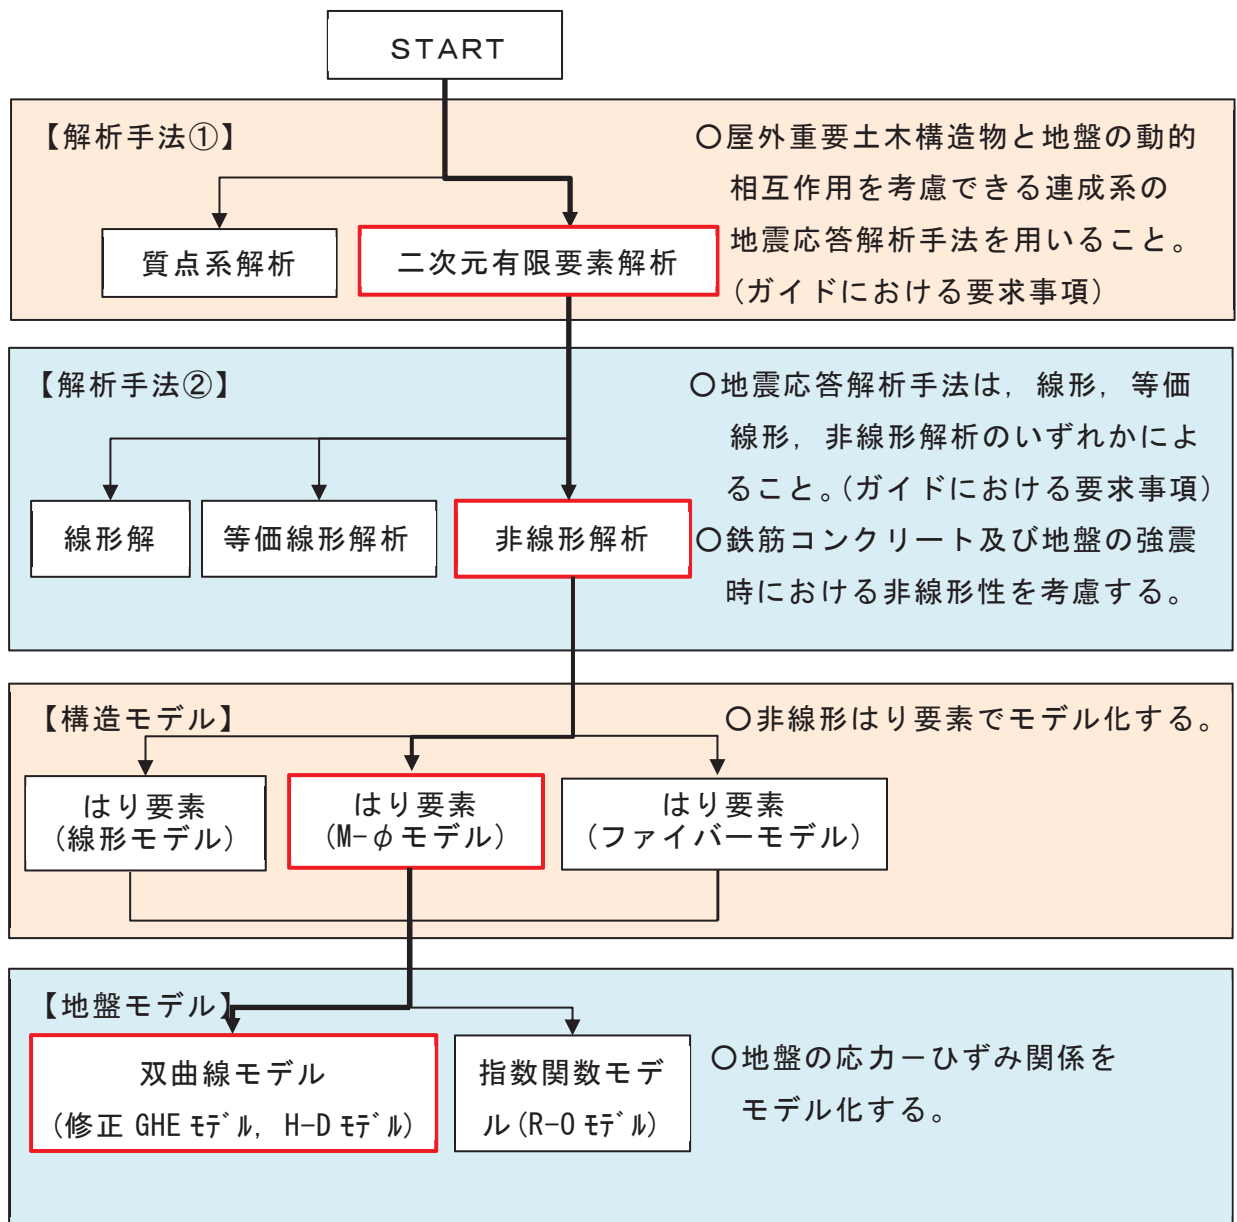 START
【解析手法①】
〇屋外重要土木構造物と地盤の動的
相互作用を考慮できる連成系の
地震応答解析手法を用いること。
(ガイドにおける要求事項)
質点系解析
二次元有限要素解析
【解析手法②】
〇地震応答解析手法は，線形，等価
線形，非線形解析のいずれかによ
ること。(ガイドにおける要求事項)
〇鉄筋コンクリート及び地盤の強震
時における非線形性を考慮する。
線形解
等価線形解析
非線形解析
【構造モデル】
〇非線形はり要素でモデル化する。
はり要素
(線形モデル)
はり要素
(M-φモデル)
はり要素
(ファイバーモデル)
【地盤モデル】
双曲線モデル
(修正 GHE ﾓﾃﾞﾙ，H-D ﾓﾃﾞﾙ)
指数関数モデ
ル(R-O ﾓﾃﾞﾙ)
〇地盤の応力－ひずみ関係を
モデル化する。